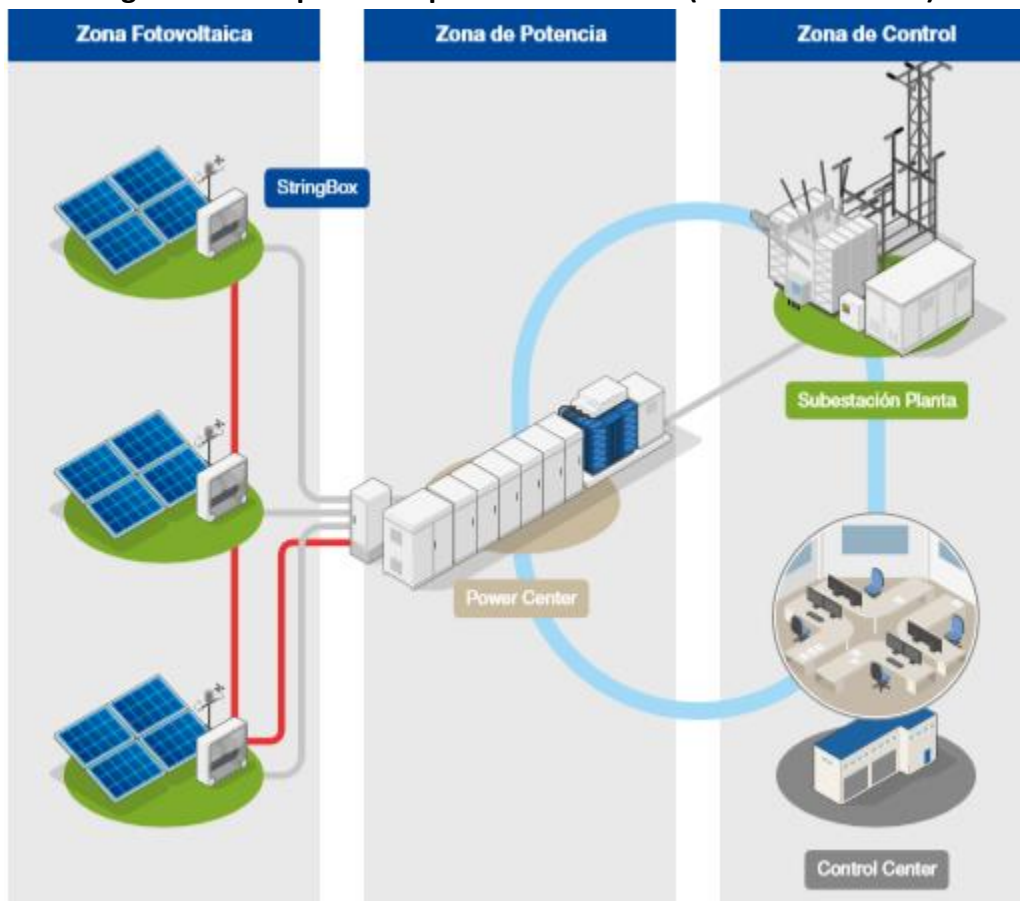 Zona Fotovoltaica
Zona de Potencia
Zona de Control
StringBox
Subestación Planta
Power Center
Control Center